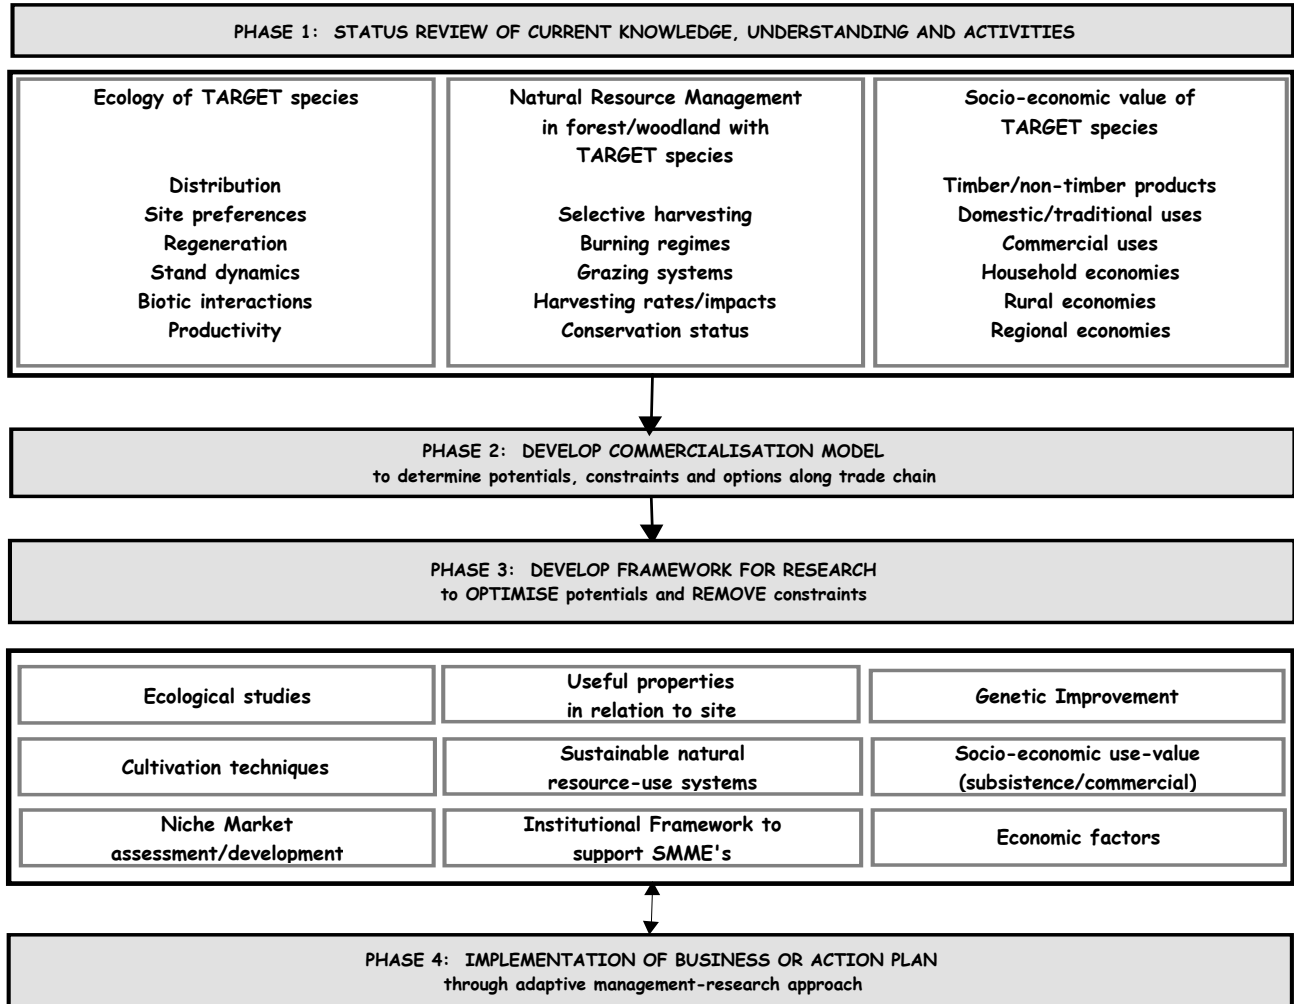 PHASE 1: STATUS REVIEW OF CURRENT KNOWLEDGE, UNDERSTANDING AND ACTIVITIES
Ecology of TARGET species
Distribution
Site preferences
Regeneration
Stand dynamics
Biotic interactions
Productivity
Natural Resource Management
in forest/woodland with
TARGET species
Selective harvesting
Burning regimes
Grazing systems
Harvesting rates/impacts
Conservation status
Socio-economic value of
TARGET species
Timber/non-timber products
Domestic/traditional uses
Commercial uses
Household economies
Rural economies
Regional economies
PHASE 2: DEVELOP COMMERCIALISATION MODEL
to determine potentials, constraints and options along trade chain
PHASE 3: DEVELOP FRAMEWORK FOR RESEARCH
to OPTIMISE potentials and REMOVE constraints
Ecological studies
Useful properties
in relation to site
Genetic Improvement
Cultivation techniques
Sustainable natural
resource-use systems
Socio-economic use-value
(subsistence/commercial)
Niche Market
assessment/development
Institutional Framework to
support SMME's
Economic factors
PHASE 4: IMPLEMENTATION OF BUSINESS OR ACTION PLAN
through adaptive management-research approach